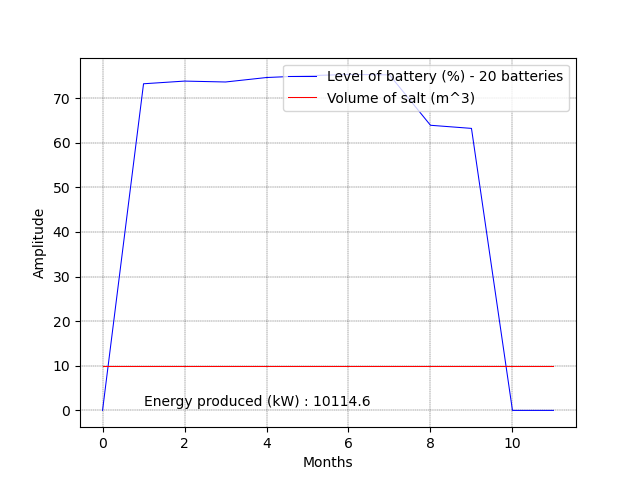 Level of battery (%) - 20 batteries
Volume of salt (m^3)
70
60
50
40
30
20
10
0
Amplitude
Energy produced (kW) : 10114.6
0 2 4 6 8 10
Months